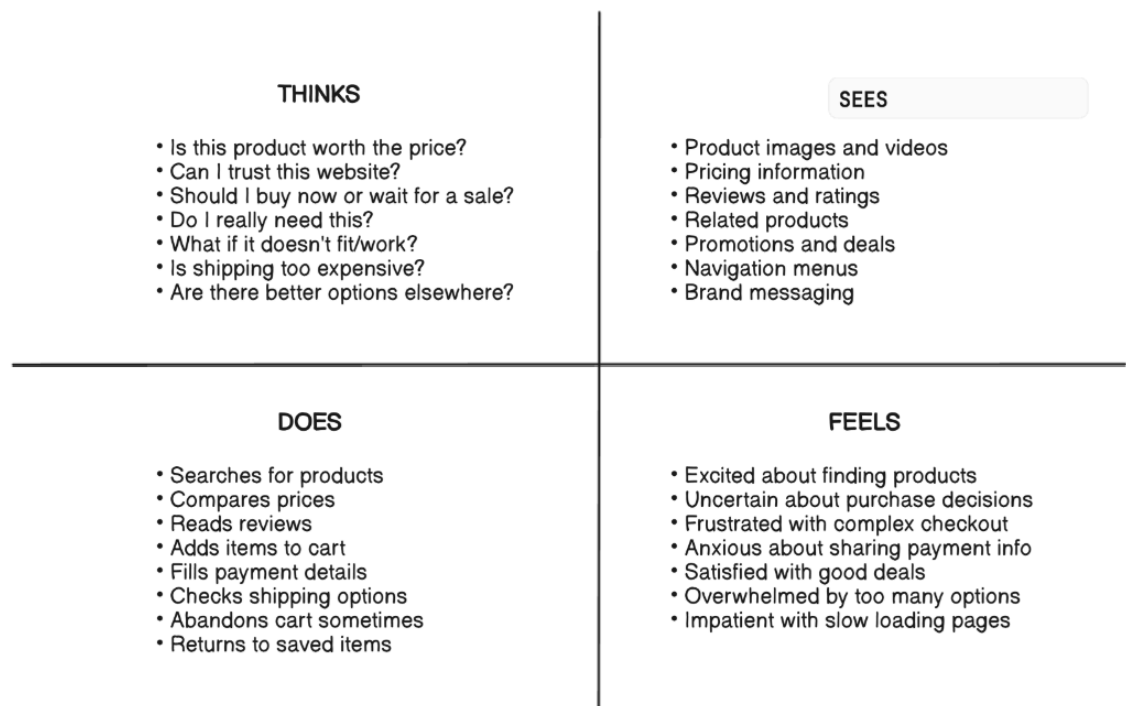 THINKS
• Is this product worth the price?
• Can I trust this website?
• Should I buy now or wait for a sale?
• Do I really need this?
• What if it doesn't fit/work?
• Is shipping too expensive?
• Are there better options elsewhere?
SEES
• Product images and videos
• Pricing information
• Reviews and ratings
• Related products
• Promotions and deals
• Navigation menus
• Brand messaging
DOES
• Searches for products
• Compares prices
• Reads reviews
• Adds items to cart
• Fills payment details
• Checks shipping options
• Abandons cart sometimes
• Returns to saved items
FEELS
• Excited about finding products
• Uncertain about purchase decisions
• Frustrated with complex checkout
• Anxious about sharing payment info
• Satisfied with good deals
• Overwhelmed by too many options
• Impatient with slow loading pages